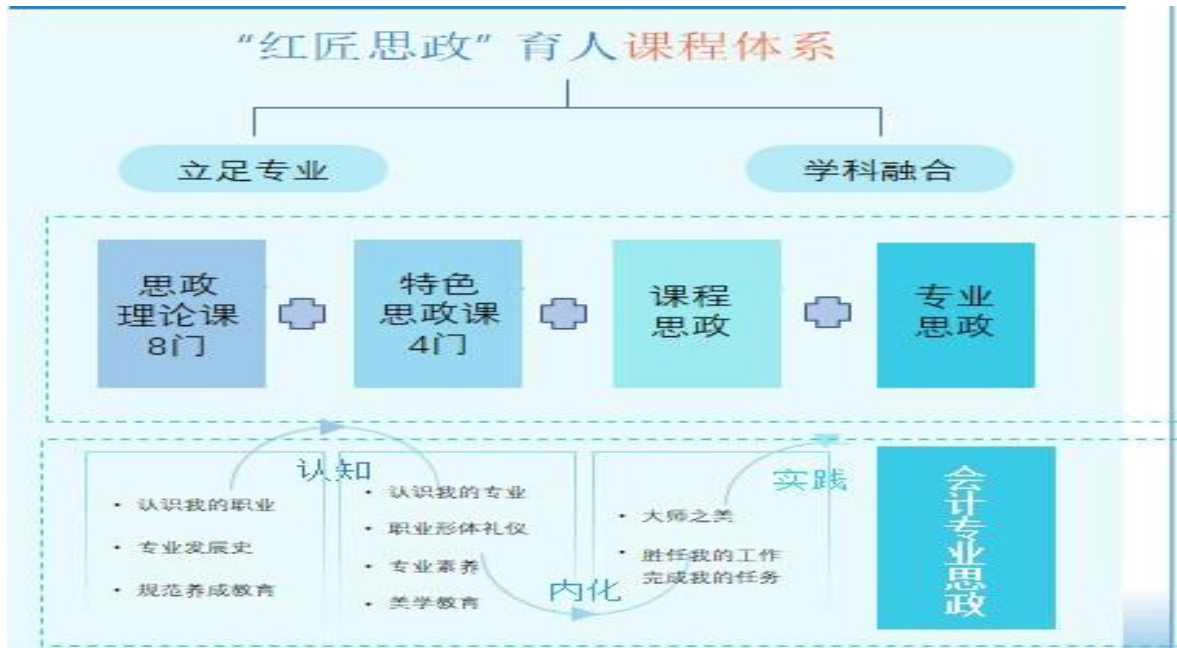 “红匠思政”育人课程体系
立足专业
学科融合
思政
理论课
8门
特色
思政课
4门
课程
思政
专业
思政
认知
• 认识我的职业
• 专业发展史
• 规范养成教育
• 认识我的专业
• 职业形体礼仪
• 专业素养
• 美学教育
内化
• 大师之美
• 胜任我的工作
完成我的任务
实践
会计专业思政